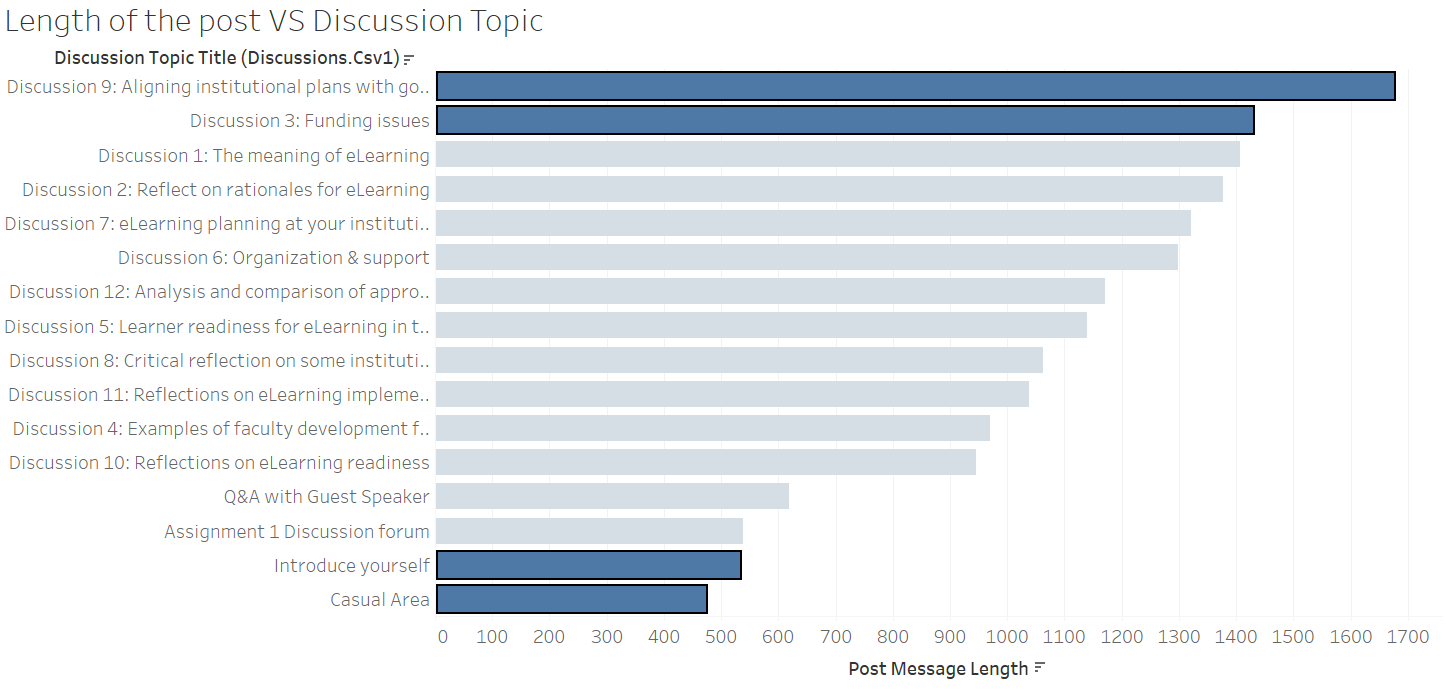 Length of the post VS Discussion Topic
Discussion Topic Title (Discussions.Csv1)
Discussion 9: Aligning institutional plans with go..
Discussion 3: Funding issues
Discussion 1: The meaning of eLearning
Discussion 2: Reflect on rationales for eLearning
Discussion 7: eLearning planning at your instituti..
Discussion 6: Organization & support
Discussion 12: Analysis and comparison of appro..
Discussion 5: Learner readiness for eLearning in t..
Discussion 8: Critical reflection on some instituti..
Discussion 11: Reflections on eLearning impleme..
Discussion 4: Examples of faculty development f..
Discussion 10: Reflections on eLearning readiness
Q&A with Guest Speaker
Assignment 1 Discussion forum
Introduce yourself
Casual Area
0 100 200 300 400 500 600 700 800 900 1000 1100 1200 1300 1400 1500 1600 1700
Post Message Length